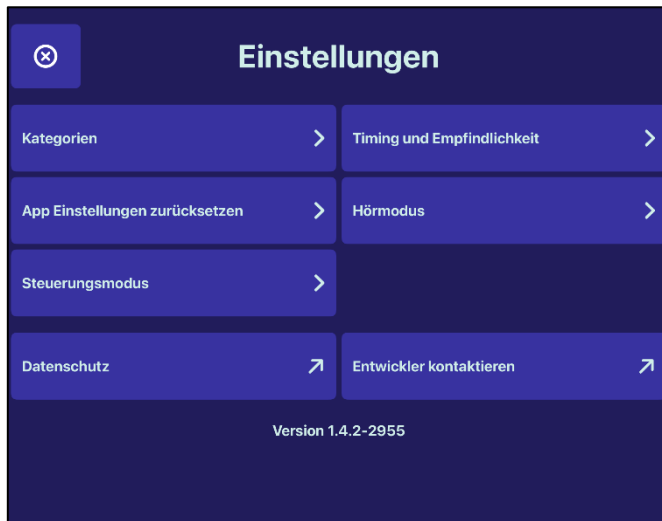 Einstellungen
Kategorien
Timing und Empfindlichkeit
App Einstellungen zurücksetzen
Hörmodus
Steuerungsmodus
Datenschutz
Entwickler kontaktieren
Version 1.4.2-2955